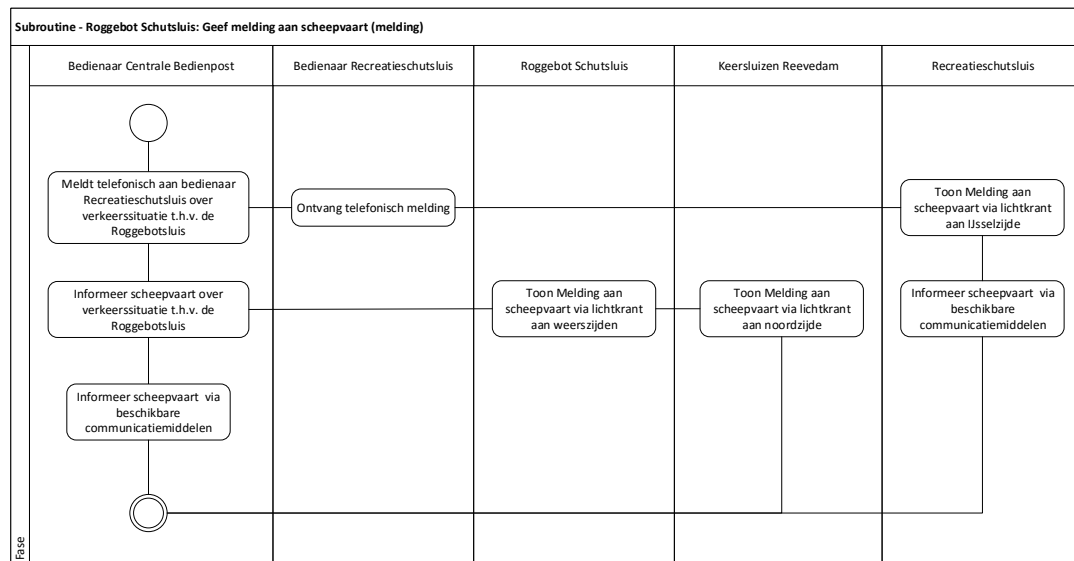 Subroutine - Roggebot Schutsluis: Geef melding aan scheepvaart (melding)
Bedienaar Centrale Bedienpost
Bedienaar Recreatieschutsluis
Roggebot Schutsluis
Keersluizen Reevedam
Recreatieschutsluis
Meldt telefonisch aan bedienaar
Recreatieschutsluis over
verkeerssituatie t.h.v. de
Roggebotsluis
Ontvang telefonisch melding
Toon Melding aan
scheepvaart via lichtkrant
aan IJsselzijde
Informeer scheepvaart over
verkeerssituatie t.h.v. de
Roggebotsluis
Toon Melding aan
scheepvaart via lichtkrant
aan weerszijden
Toon Melding aan
scheepvaart via lichtkrant
aan noordzijde
Informeer scheepvaart via
beschikbare
communicatiemiddelen
Informeer scheepvaart via
beschikbare
communicatiemiddelen
Fase